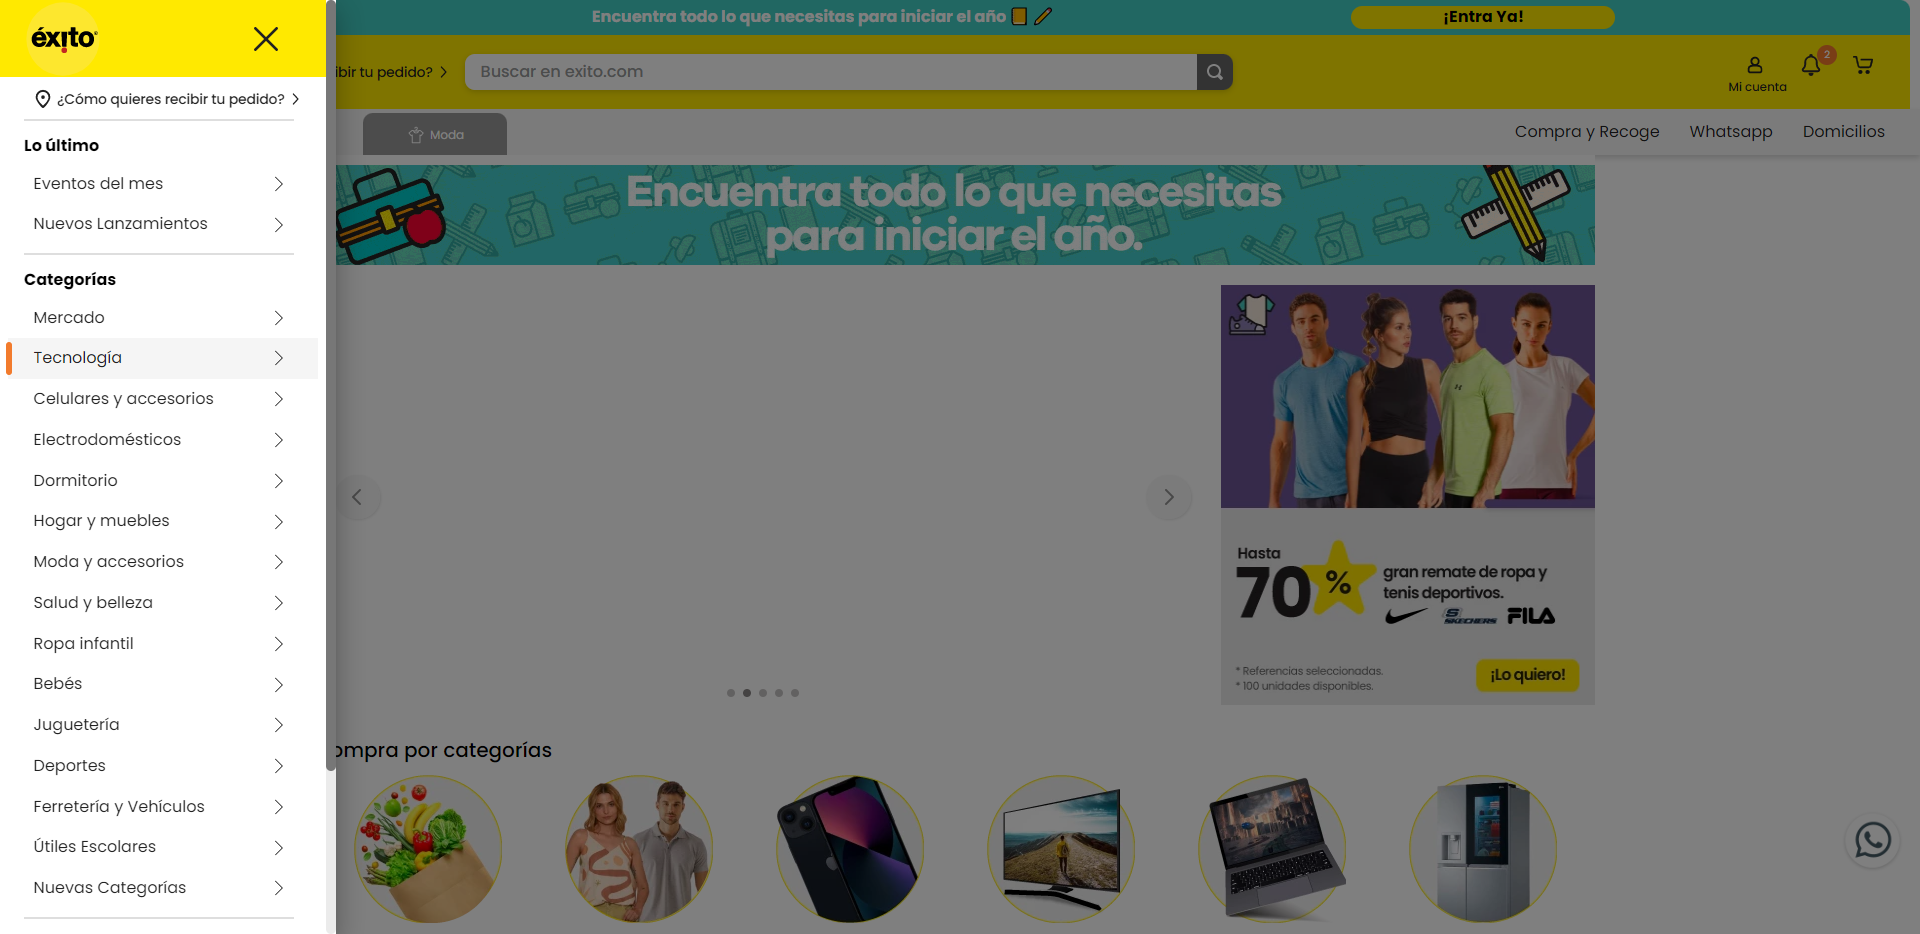 éxito
¿Cómo quieres recibir tu pedido?
Lo último
Eventos del mes
Nuevos Lanzamientos
Categorías
Mercado
Tecnología
Celulares y accesorios
Electrodomésticos
Dormitorio
Hogar y muebles
Moda y accesorios
Salud y belleza
Ropa infantil
Bebés
Juguetería
Deportes
Ferretería y Vehículos
Útiles Escolares
Nuevas Categorías
Encuentra todo lo que necesitas para iniciar el año
¡Entra Ya!
ibir tu pedido?
Buscar en exito.com
Mi cuenta
2
Moda
Compra y Recoge
Whatsapp
Domicilios
Encuentra todo lo que necesitas
para iniciar el año.
Hasta
70%
gran remate de ropa y
tenis deportivos.
SKECHERS
FILA
* Referencias seleccionadas.
* 100 unidades disponibles.
¡Lo quiero!
ompra por categorías